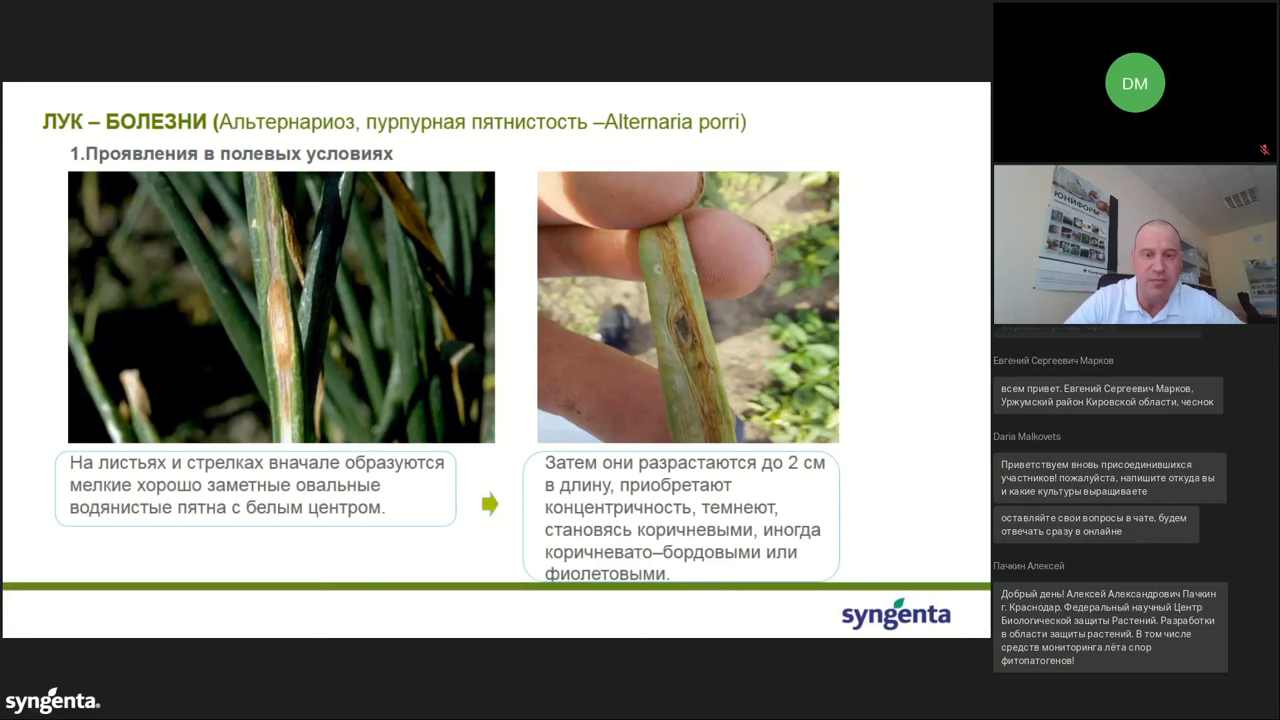 ЛУК – БОЛЕЗНИ (Альтернариоз, пурпурная пятнистость –Alternaria porri)
1.Проявления в полевых условиях
На листьях и стрелках вначале образуются
мелкие хорошо заметные овальные
водянистые пятна с белым центром.
Затем они разрастаются до 2 см
в длину, приобретают
концентричность, темнеют,
становясь коричневыми, иногда
коричневато–бордовыми или
фиолетовыми.
syngenta
syngenta.
DM
ЮНИФОРМ
Евгений Сергеевич Марков
всем привет. Евгений Сергеевич Марков,
Уржумский район Кировской области, чеснок
Daria Malkovets
Приветствуем вновь присоединившихся
участников! пожалуйста, напишите откуда вы
и какие культуры выращиваете
оставляйте свои вопросы в чате, будем
отвечать сразу в онлайне
Пачкин Алексей
Добрый день! Алексей Александрович Пачкин
г. Краснодар. Федеральный научный Центр
Биологической защиты Растений. Разработки
в области защиты растений. В том числе
средств мониторинга лёта спор
фитопатогенов!